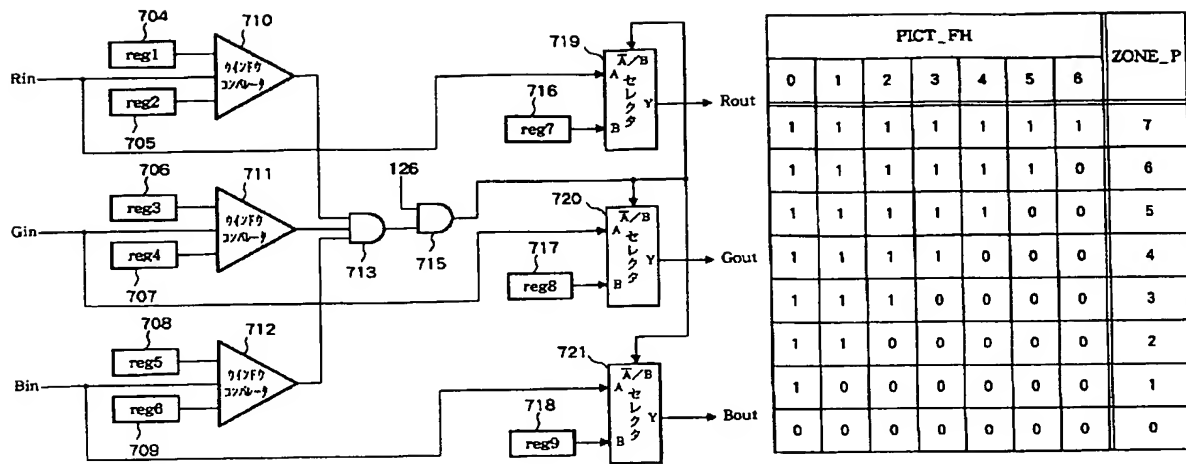 704
reg1
710
Rin
ウインドウ
コンパレータ
reg2
705
719
A/B
A
セレクタ
Y
B
716
reg7
Rout
706
reg3
711
Gin
ウインドウ
コンパレータ
reg4
707
126
713
715
720
A/B
A
セレクタ
Y
B
717
reg8
Gout
708
reg5
712
Bin
ウインドウ
コンパレータ
reg6
709
721
A/B
A
セレクタ
Y
B
718
reg9
Bout
PICT_FH ZONE_P
0 1 2 3 4 5 6
1 1 1 1 1 1 1 7
1 1 1 1 1 1 0 6
1 1 1 1 1 0 0 5
1 1 1 1 0 0 0 4
1 1 1 0 0 0 0 3
1 1 0 0 0 0 0 2
1 0 0 0 0 0 0 1
0 0 0 0 0 0 0 0